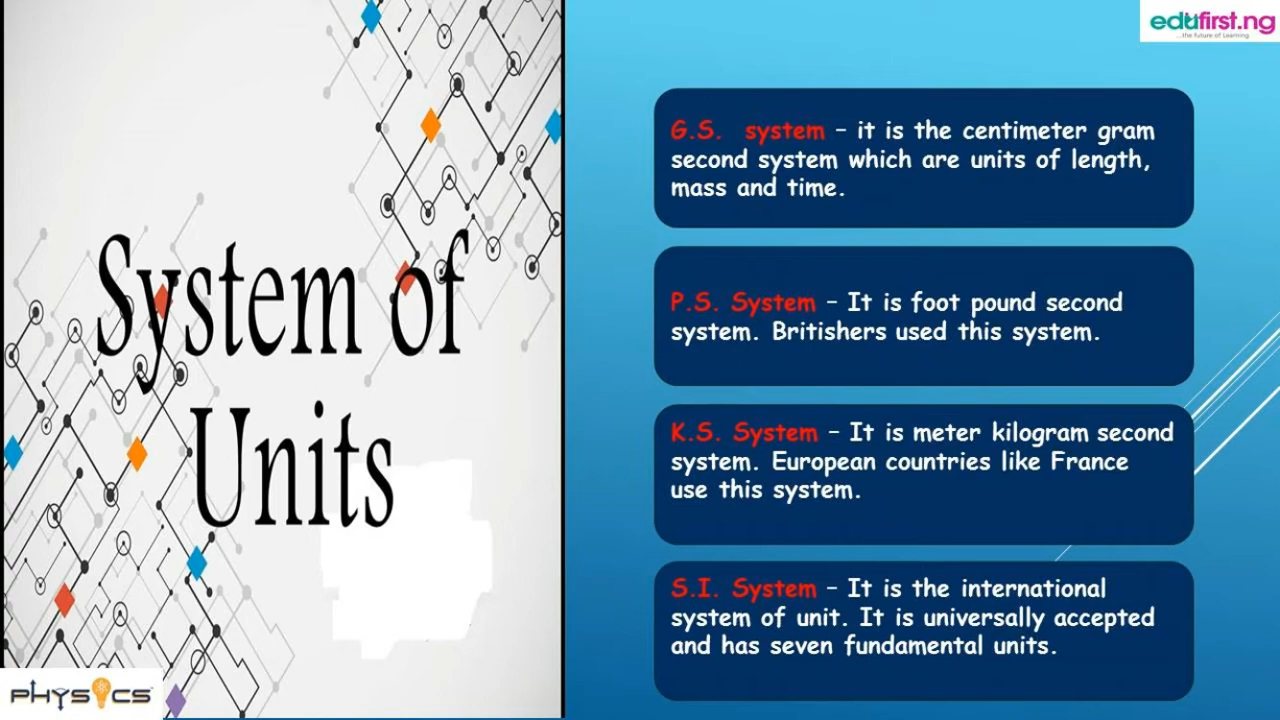 edufirst.ng
...the future of Learning
System of
Units
G.S. system – it is the centimeter gram
second system which are units of length,
mass and time.
P.S. System – It is foot pound second
system. Britishers used this system.
K.S. System – It is meter kilogram second
system. European countries like France
use this system.
S.I. System – It is the international
system of unit. It is universally accepted
and has seven fundamental units.
PHYSICS